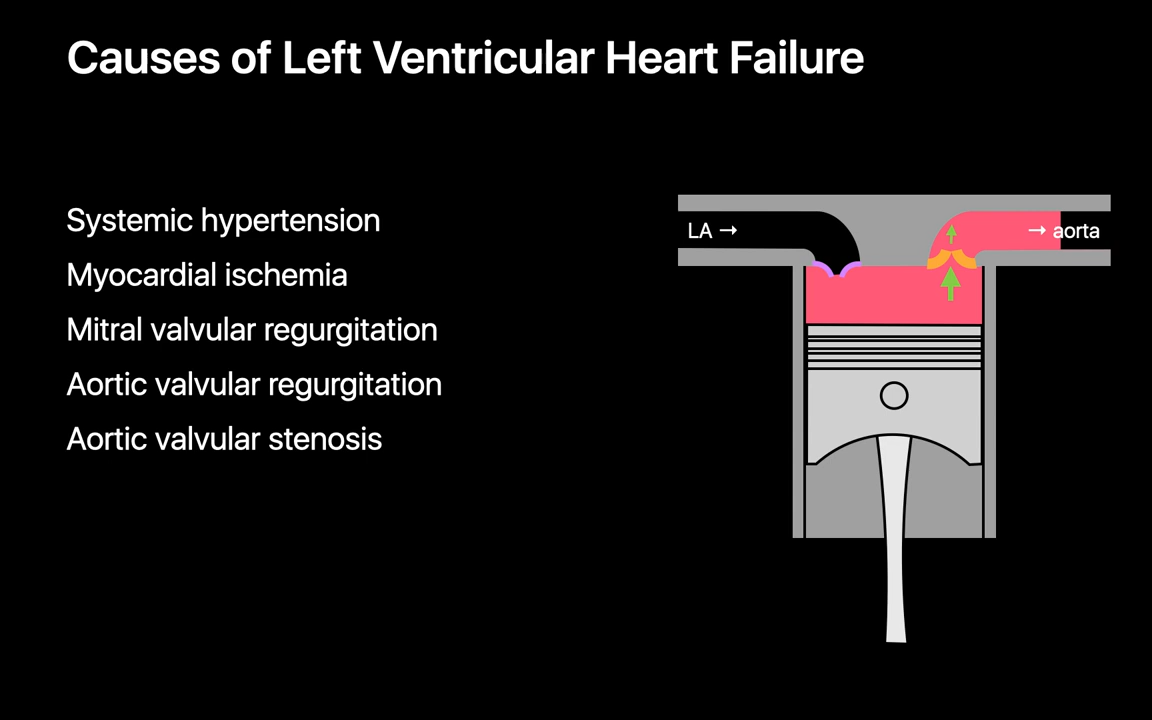 Causes of Left Ventricular Heart Failure
Systemic hypertension
Myocardial ischemia
Mitral valvular regurgitation
Aortic valvular regurgitation
Aortic valvular stenosis
LA →
→ aorta